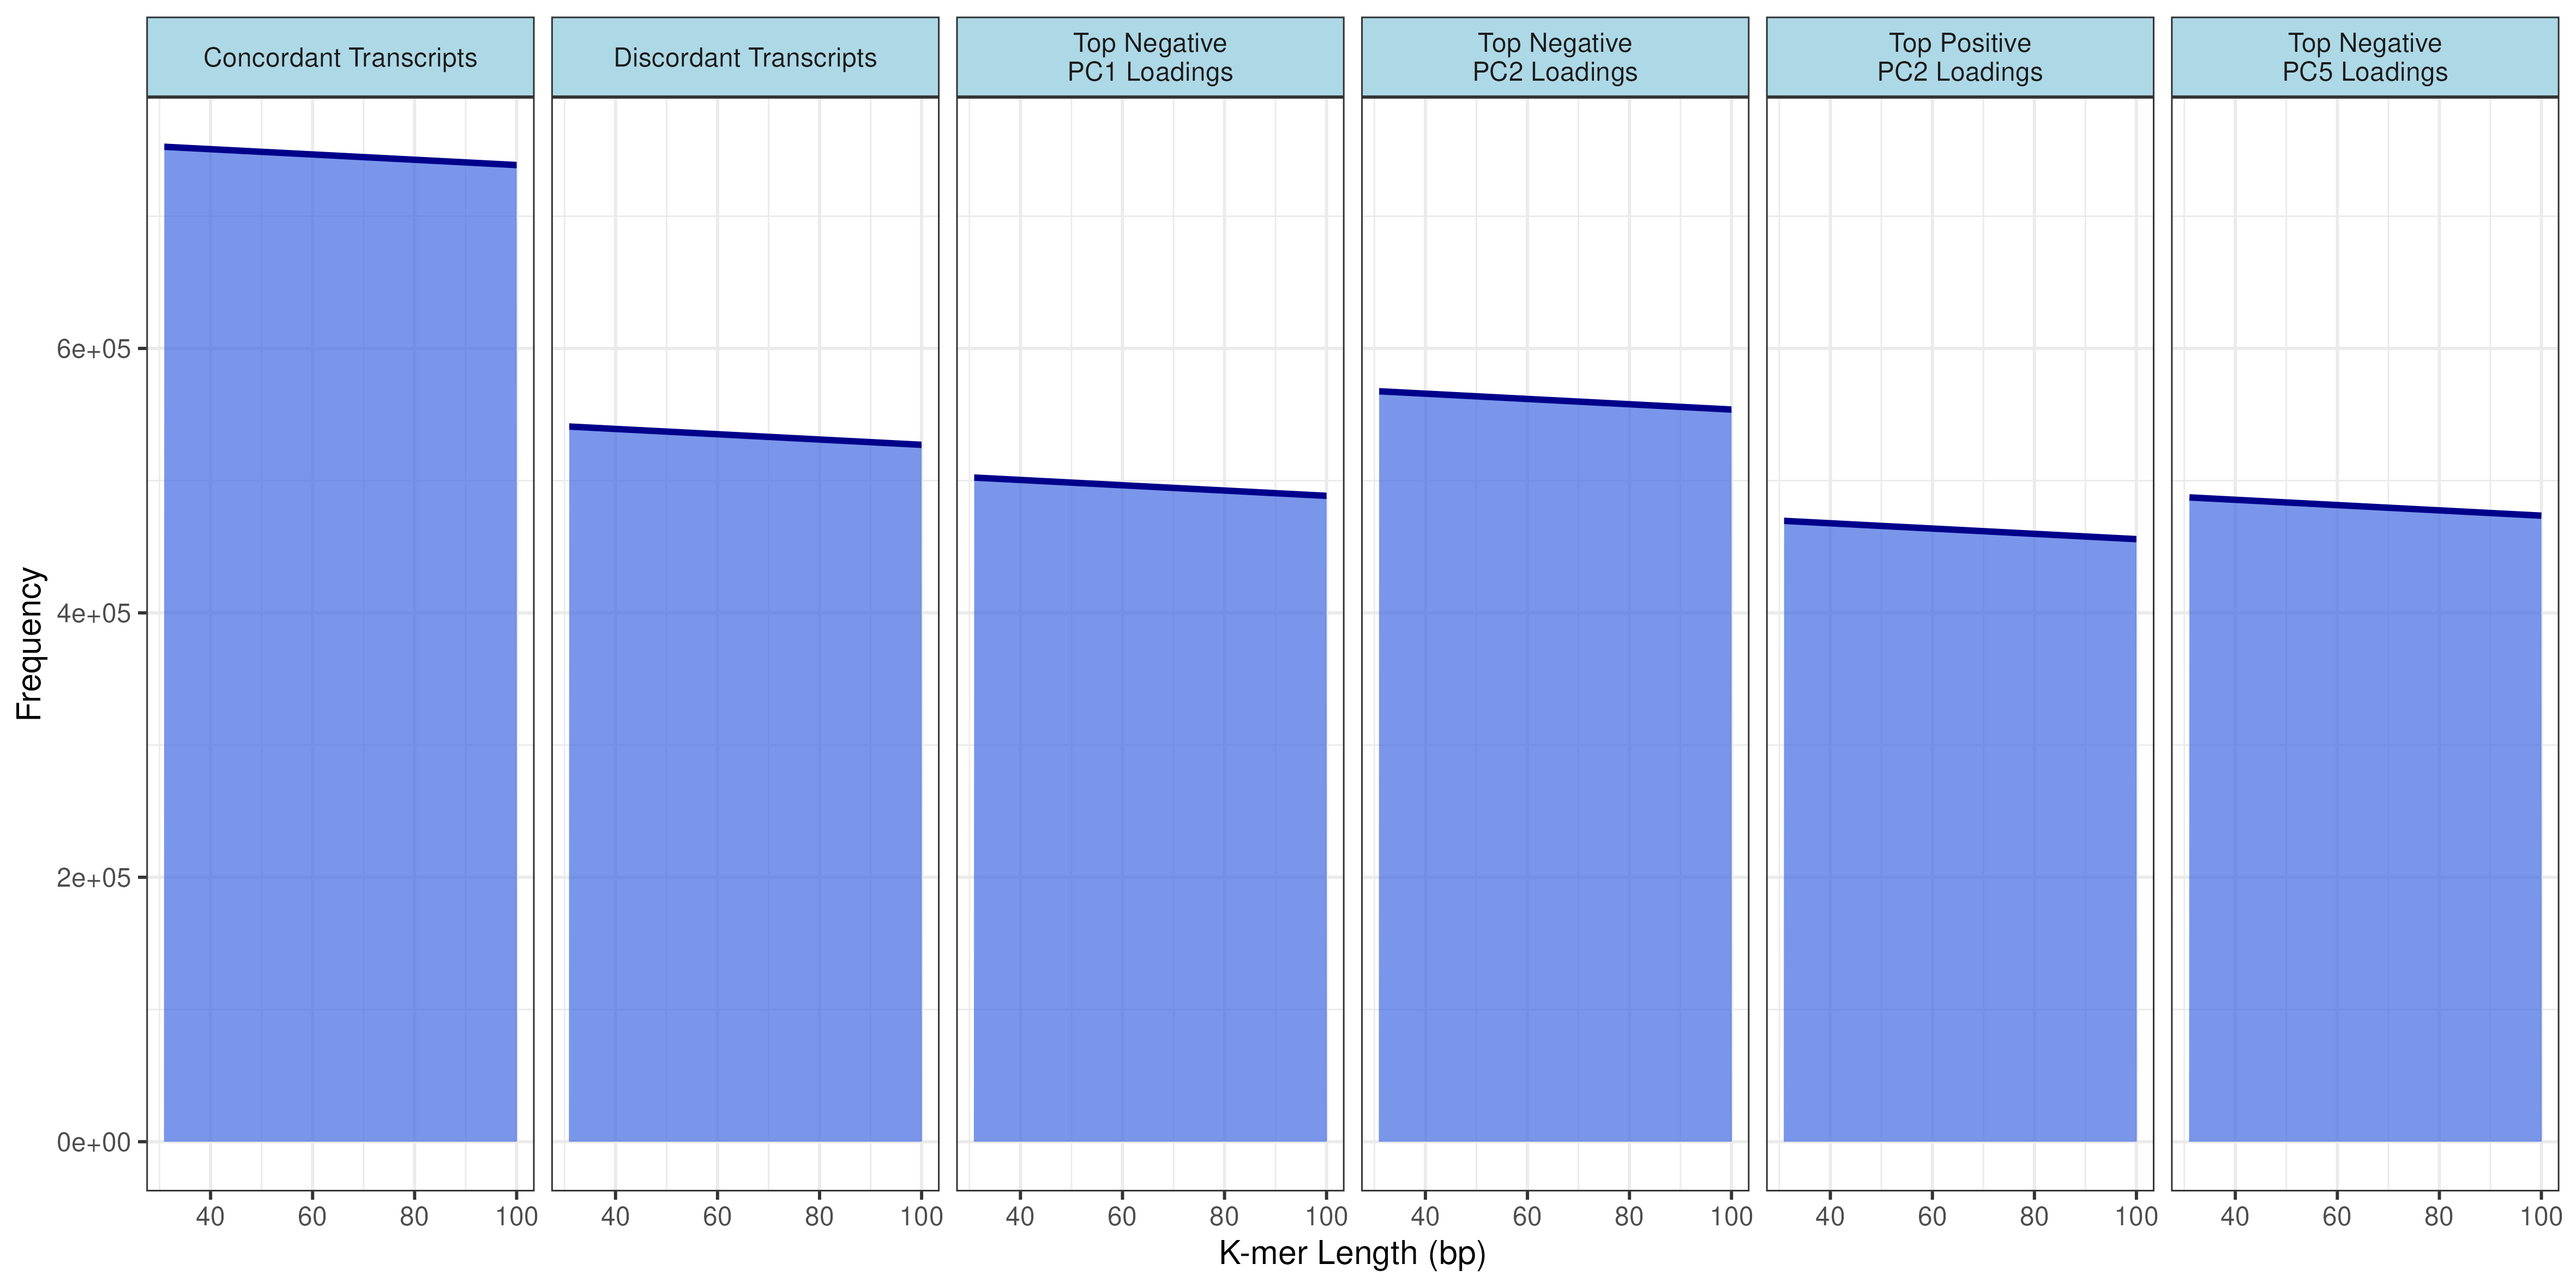 Concordant Transcripts
Discordant Transcripts
Top Negative
PC1 Loadings
Top Negative
PC2 Loadings
Top Positive
PC2 Loadings
Top Negative
PC5 Loadings
Frequency
6e+05
4e+05
2e+05
0e+00
40 60 80 100 40 60 80 100 40 60 80 100 40 60 80 100 40 60 80 100 40 60 80 100
K-mer Length (bp)